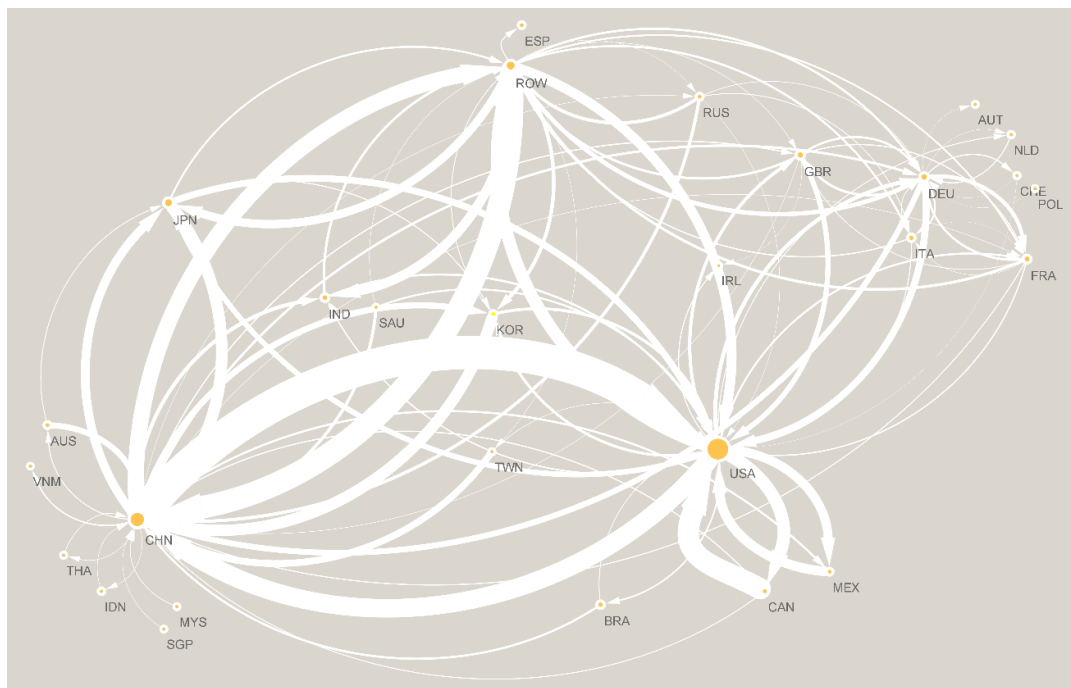 ESP
ROW
RUS
AUT
NLD
GBR
DEU
CHE
POL
JPN
ITA
FRA
IRL
IND
SAU
KOR
AUS
TWN
USA
VNM
CHN
THA
MEX
IDN
CAN
MYS
BRA
SGP